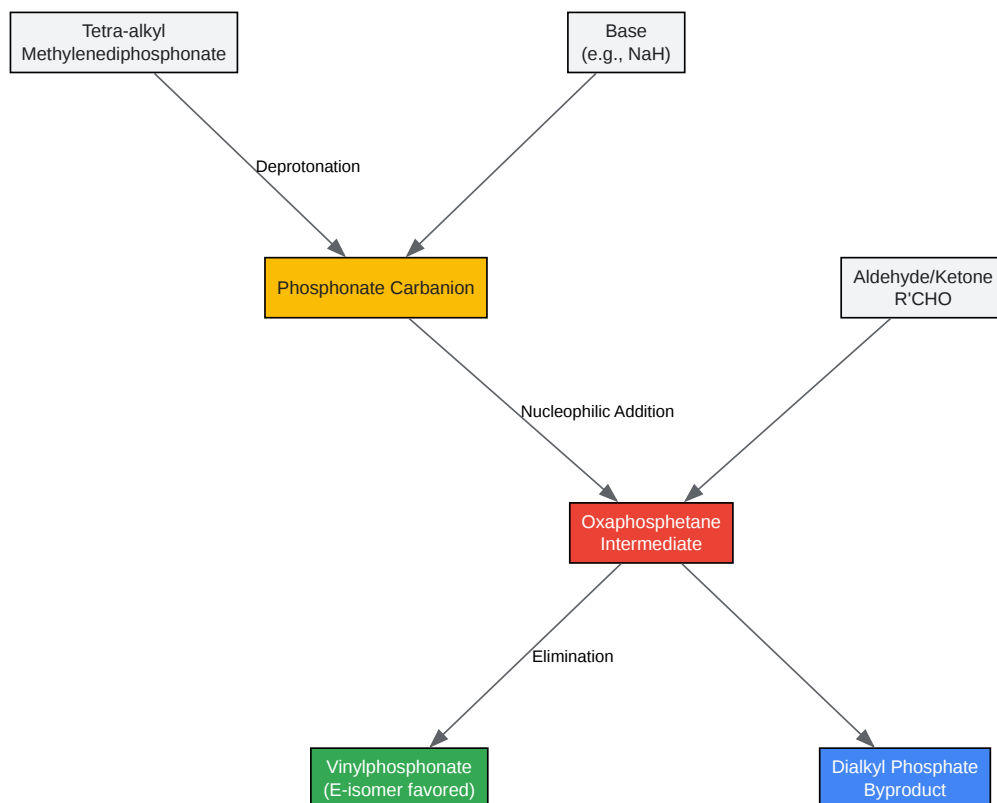 Tetra-alkyl
Methylenediphosphonate
Base
(e.g., NaH)
Deprotonation
Phosphonate Carbanion
Aldehyde/Ketone
R'CHO
Nucleophilic Addition
Oxaphosphetane
Intermediate
Elimination
Vinylphosphonate
(E-isomer favored)
Dialkyl Phosphate
Byproduct